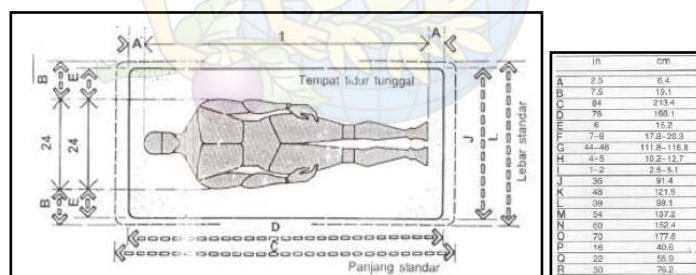 A 1 A
Tempat tidur tunggal
B E
24 24
B E
J L
Lebar standar
D
C
Panjang standar
in cm
A 2.5 6.4
B 7.5 19.1
C 84 213.4
D 78 198.1
E 6 15.2
F 7–8 17.8–20.3
G 44–46 111.8–116.8
H 4–5 10.2–12.7
I 1–2 2.5–5.1
J 36 91.4
K 48 121.9
L 39 99.1
M 54 137.2
N 60 152.4
O 70 177.8
P 16 40.6
Q 22 55.9
R 30 76.2